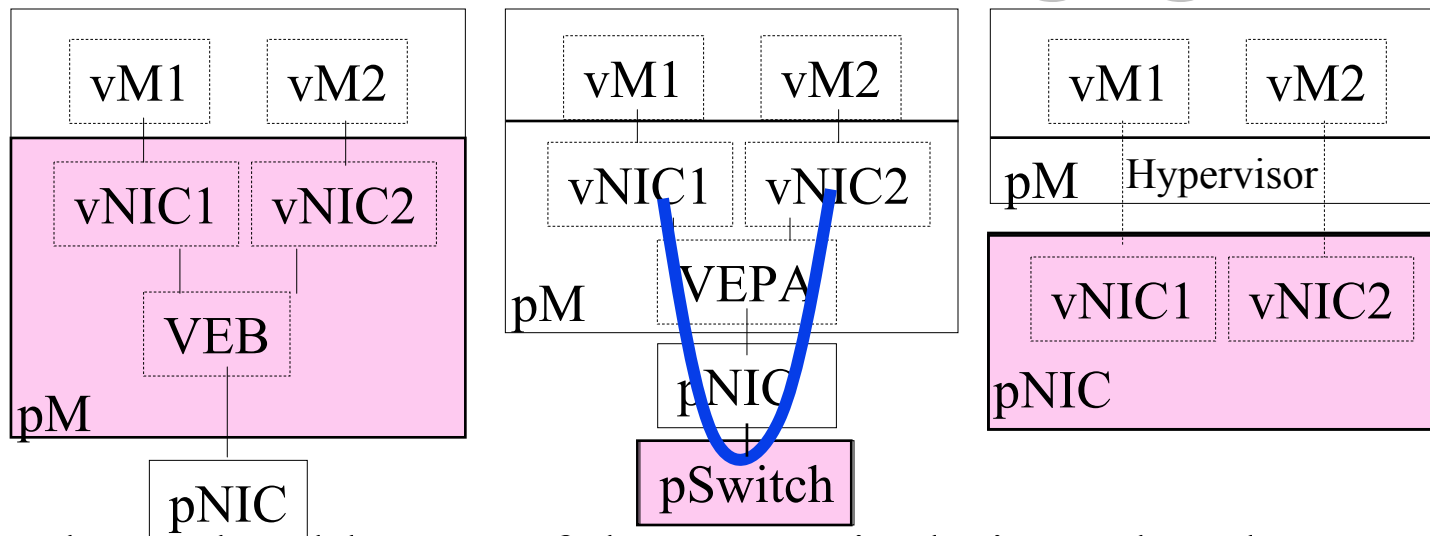 vM1 vM2
vNIC1 vNIC2
VEB
pM
pNIC
vM1 vM2
vNIC1 vNIC2
VEPA
pM
pNIC
pSwitch
vM1 vM2
pM Hypervisor
vNIC1 vNIC2
pNIC